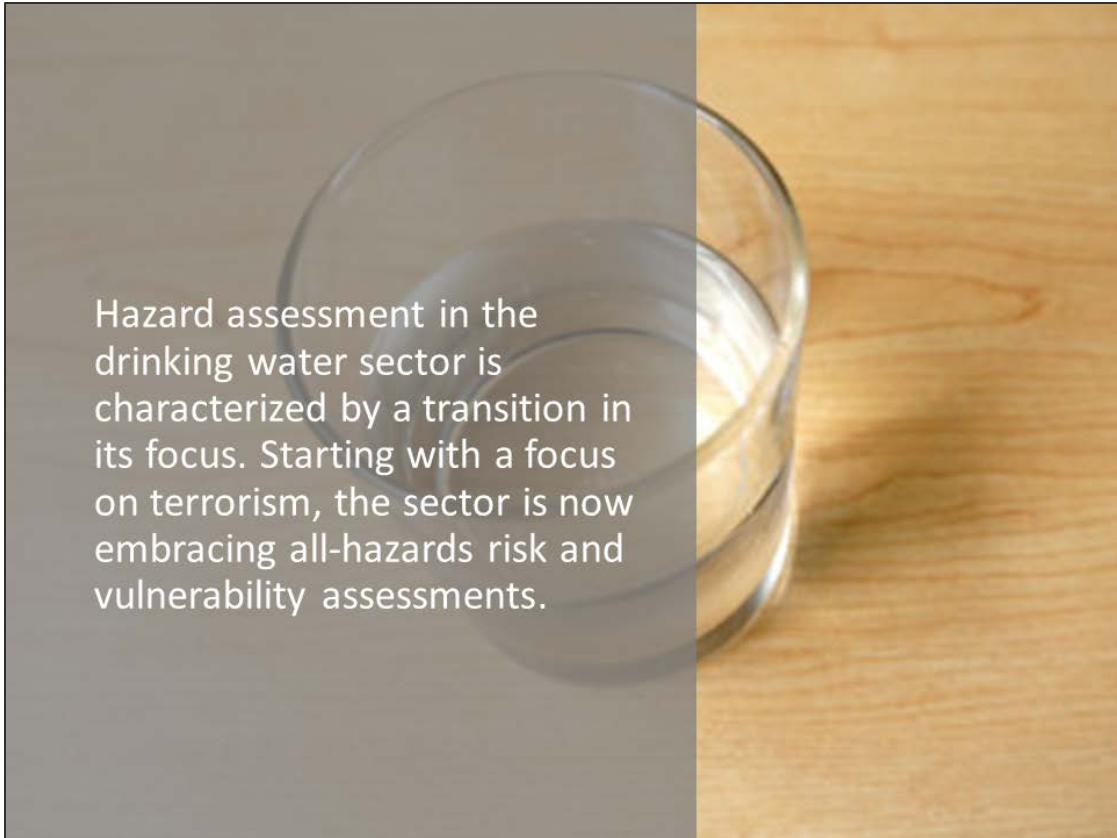 Hazard assessment in the
drinking water sector is
characterized by a transition in
its focus. Starting with a focus
on terrorism, the sector is now
embracing all-hazards risk and
vulnerability assessments.